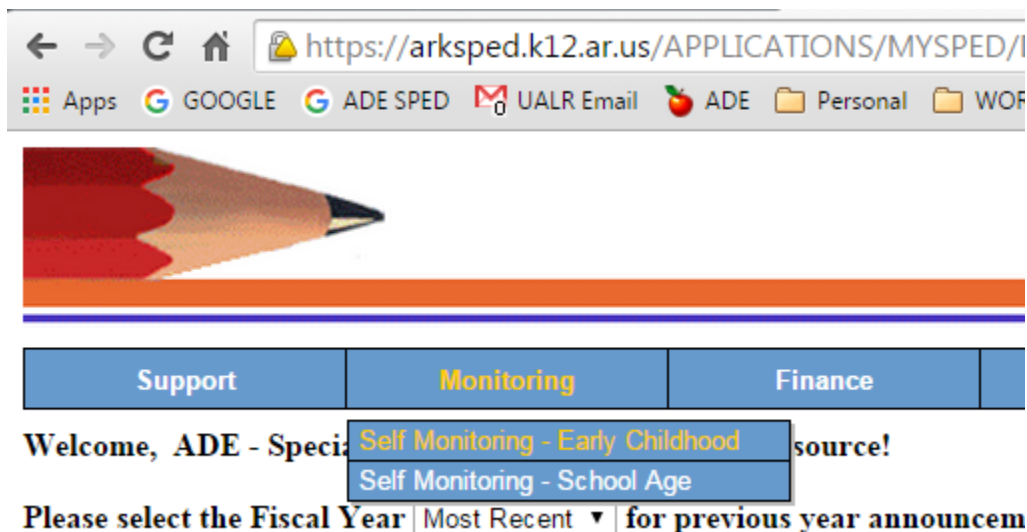 https://arksped.k12.ar.us/APPLICATIONS/MYSPED/
Apps GOOGLE ADE SPED UALR Email ADE Personal WOR
Support Monitoring Finance
Welcome, ADE - Specia Self Monitoring - Early Childhood source!
Self Monitoring - School Age
Please select the Fiscal Year Most Recent for previous year announcem